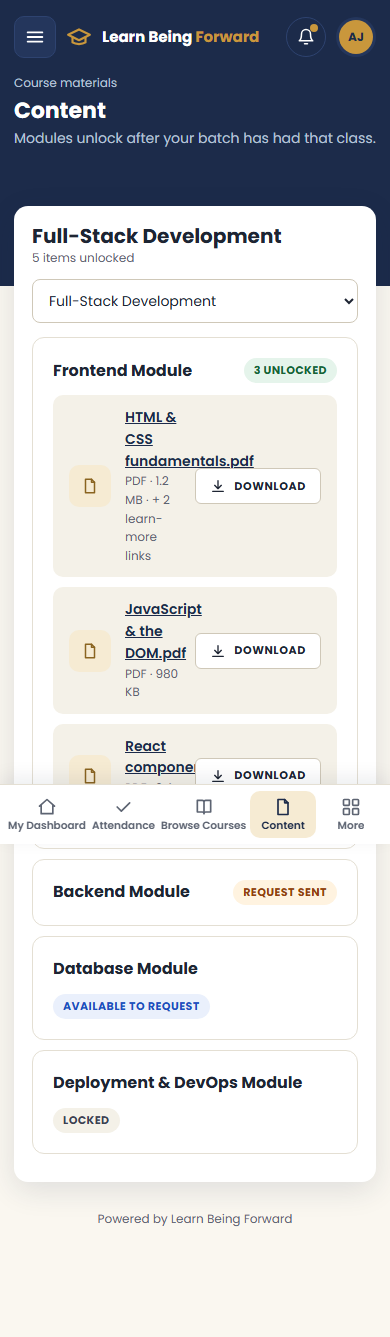 Learn Being Forward
AJ
Course materials
Content
Modules unlock after your batch has had that class.
Full-Stack Development
5 items unlocked
Full-Stack Development
Frontend Module
3 UNLOCKED
HTML &
CSS
fundamentals.pdf
PDF · 1.2
MB · + 2
learn-
more
links
DOWNLOAD
JavaScript
& the
DOM.pdf
PDF · 980
KB
DOWNLOAD
React
DOWNLOAD
My Dashboard
Attendance
Browse Courses
Content
More
Backend Module
REQUEST SENT
Database Module
AVAILABLE TO REQUEST
Deployment & DevOps Module
LOCKED
Powered by Learn Being Forward